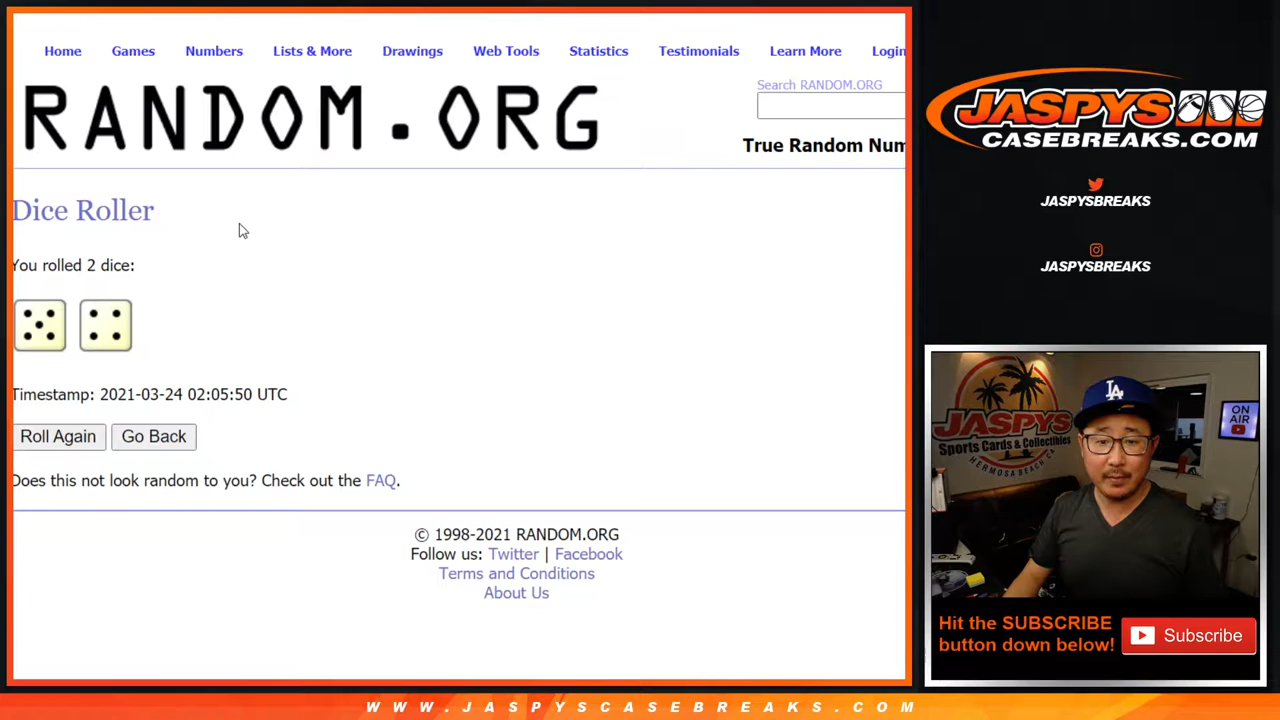 Home Games Numbers Lists & More Drawings Web Tools Statistics Testimonials Learn More Login
RANDOM.ORG
Search RANDOM.ORG
True Random Num
Dice Roller
You rolled 2 dice:
Timestamp: 2021-03-24 02:05:50 UTC
Roll Again Go Back
Does this not look random to you? Check out the FAQ.
© 1998-2021 RANDOM.ORG
Follow us: Twitter | Facebook
Terms and Conditions
About Us
JASPYS
CASEBREAKS.COM
JASPYSBREAKS
JASPYSBREAKS
JASPYS
Sports Cards & Collectibles
HERMOSA BEACH, CA
LA
ON
AIR
Hit the SUBSCRIBE
button down below!
Subscribe
WWW.JASPYSCASEBREAKS.COM